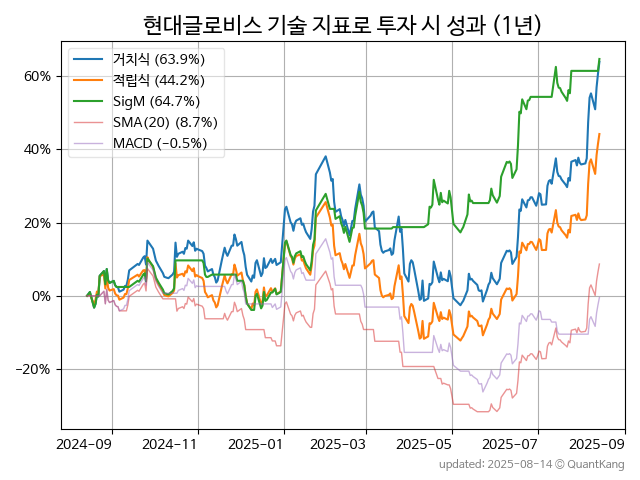 현대글로비스 기술 지표로 투자 시 성과 (1년)
거치식 (63.9%)
적립식 (44.2%)
SigM (64.7%)
SMA(20) (8.7%)
MACD (−0.5%)
60%
40%
20%
0%
−20%
2024-09 2024-11 2025-01 2025-03 2025-05 2025-07 2025-09
updated: 2025-08-14 © QuantKang